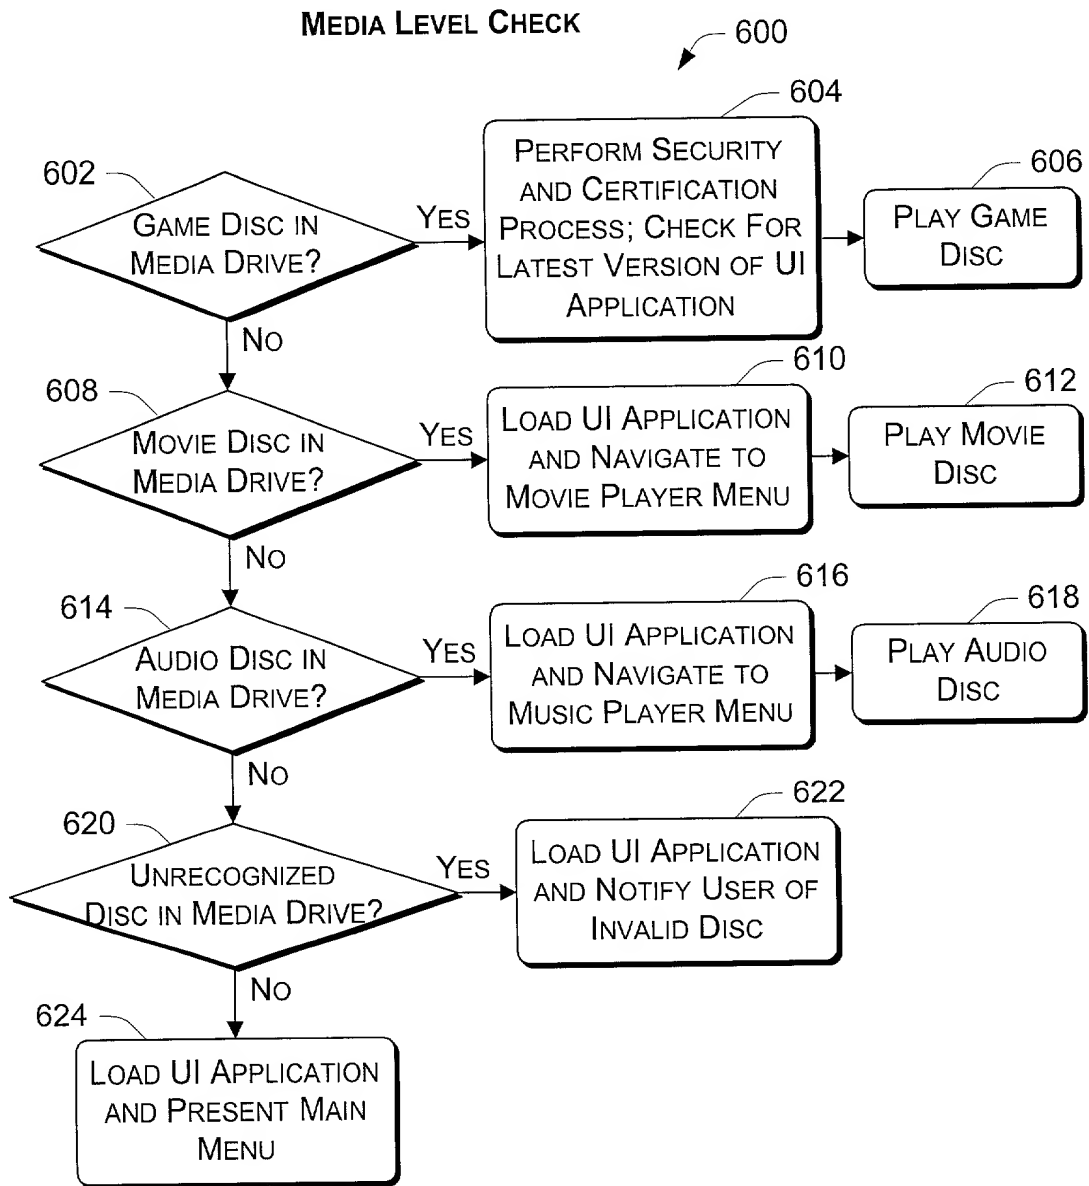 MEDIA LEVEL CHECK
600
604
PERFORM SECURITY
AND CERTIFICATION
PROCESS; CHECK FOR
LATEST VERSION OF UI
APPLICATION
606
PLAY GAME
DISC
602
GAME DISC IN
MEDIA DRIVE?
YES
NO
608
MOVIE DISC IN
MEDIA DRIVE?
YES
610
LOAD UI APPLICATION
AND NAVIGATE TO
MOVIE PLAYER MENU
612
PLAY MOVIE
DISC
NO
614
AUDIO DISC IN
MEDIA DRIVE?
YES
616
LOAD UI APPLICATION
AND NAVIGATE TO
MUSIC PLAYER MENU
618
PLAY AUDIO
DISC
NO
620
UNRECOGNIZED
DISC IN MEDIA DRIVE?
YES
622
LOAD UI APPLICATION
AND NOTIFY USER OF
INVALID DISC
NO
624
LOAD UI APPLICATION
AND PRESENT MAIN
MENU